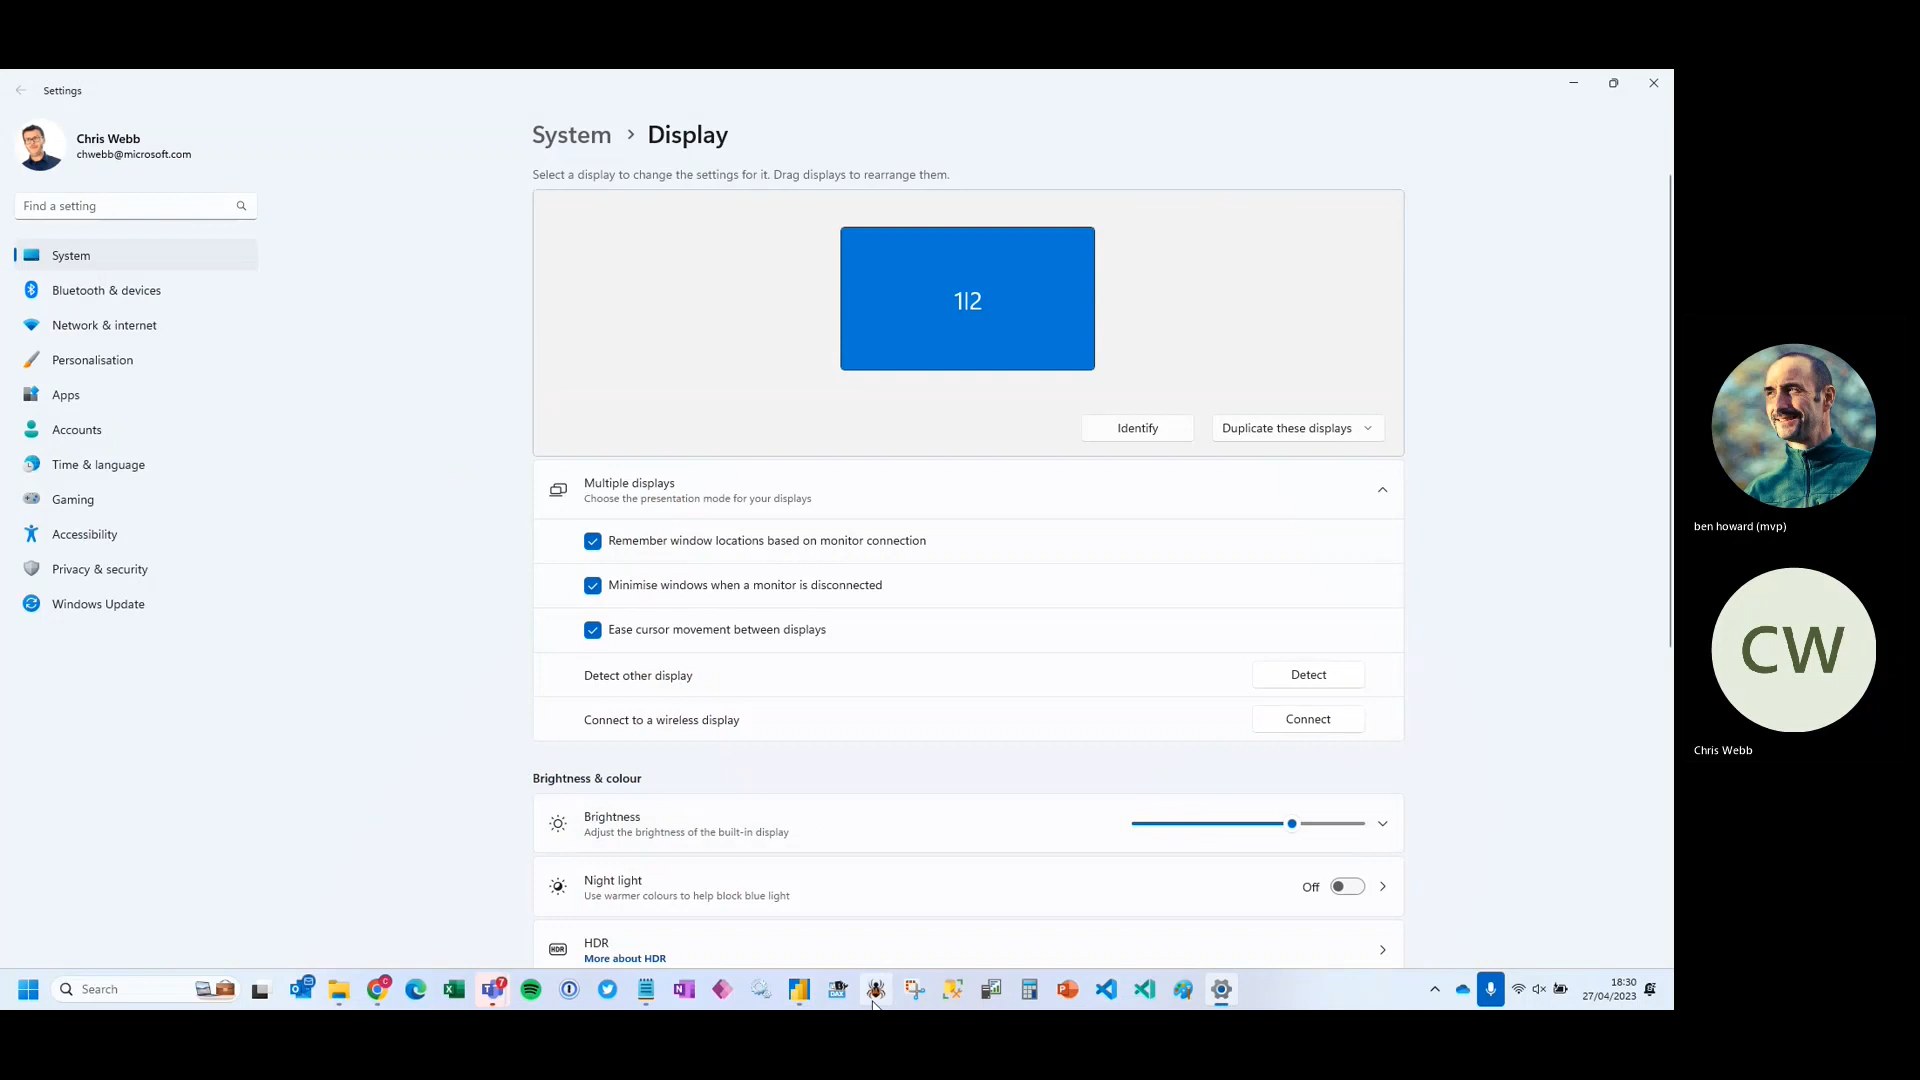 Settings
Chris Webb
chwebb@microsoft.com
Find a setting
System
Bluetooth & devices
Network & internet
Personalisation
Apps
Accounts
Time & language
Gaming
Accessibility
Privacy & security
Windows Update
System > Display
Select a display to change the settings for it. Drag displays to rearrange them.
1|2
Identify
Duplicate these displays
Multiple displays
Choose the presentation mode for your displays
Remember window locations based on monitor connection
Minimise windows when a monitor is disconnected
Ease cursor movement between displays
Detect other display
Detect
Connect to a wireless display
Connect
Brightness & colour
Brightness
Adjust the brightness of the built-in display
Night light
Use warmer colours to help block blue light
Off
HDR
HDR
More about HDR
Search
C
7
DAX
18:30
27/04/2023
ben howard (mvp)
CW
Chris Webb